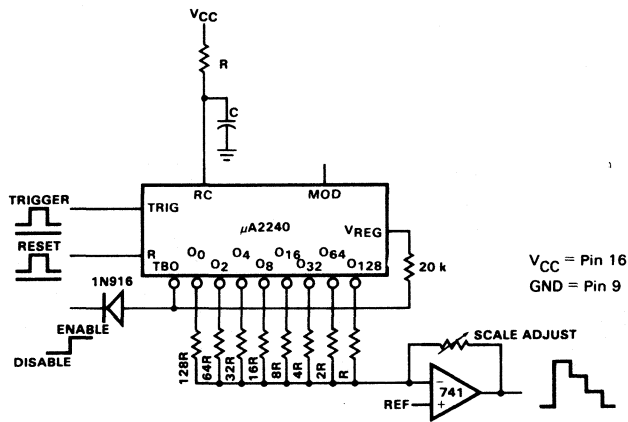 VCC
R
C
RC
MOD
TRIGGER
TRIG
µA2240
VREG
RESET
R
O0
O4
O16
O64
TBO
O2
O8
O32
O128
20 k
VCC = Pin 16
GND = Pin 9
1N916
ENABLE
DISABLE
128R
64R
32R
16R
8R
4R
2R
R
SCALE ADJUST
−
741
REF
+